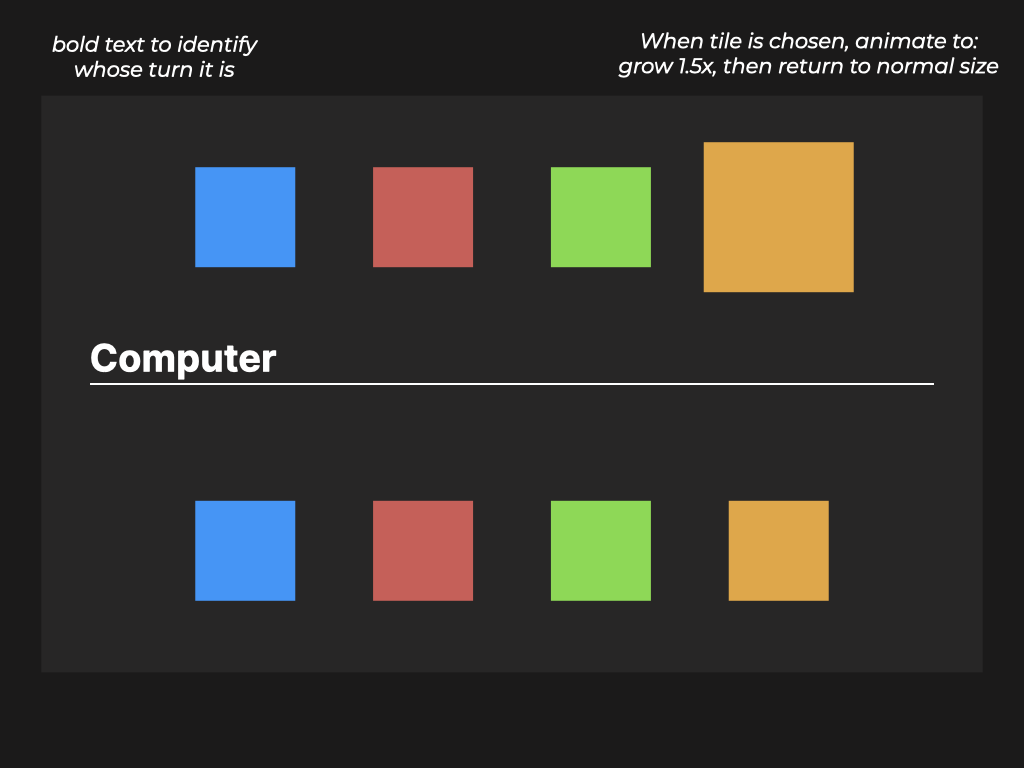 bold text to identify
whose turn it is
When tile is chosen, animate to:
grow 1.5x, then return to normal size
Computer